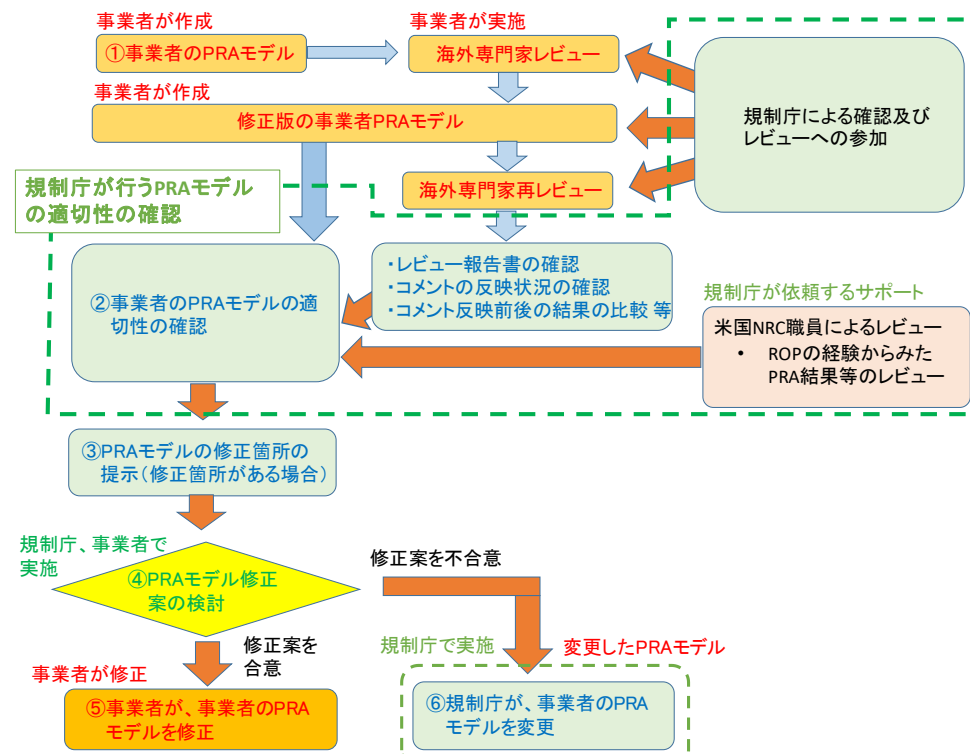 事業者が作成
①事業者のPRAモデル
事業者が実施
海外専門家レビュー
事業者が作成
修正版の事業者PRAモデル
規制庁による確認及び
レビューへの参加
海外専門家再レビュー
規制庁が行うPRAモデル
の適切性の確認
②事業者のPRAモデルの適
切性の確認
・レビュー報告書の確認
・コメントの反映状況の確認
・コメント反映前後の結果の比較 等
規制庁が依頼するサポート
米国NRC職員によるレビュー
• ROPの経験からみた
PRA結果等のレビュー
③PRAモデルの修正箇所の
提示(修正箇所がある場合)
規制庁、事業者で
実施
④PRAモデル修正
案の検討
修正案を不合意
修正案を
合意
事業者が修正
⑤事業者が、事業者のPRA
モデルを修正
規制庁で実施
変更したPRAモデル
⑥規制庁が、事業者のPRA
モデルを変更